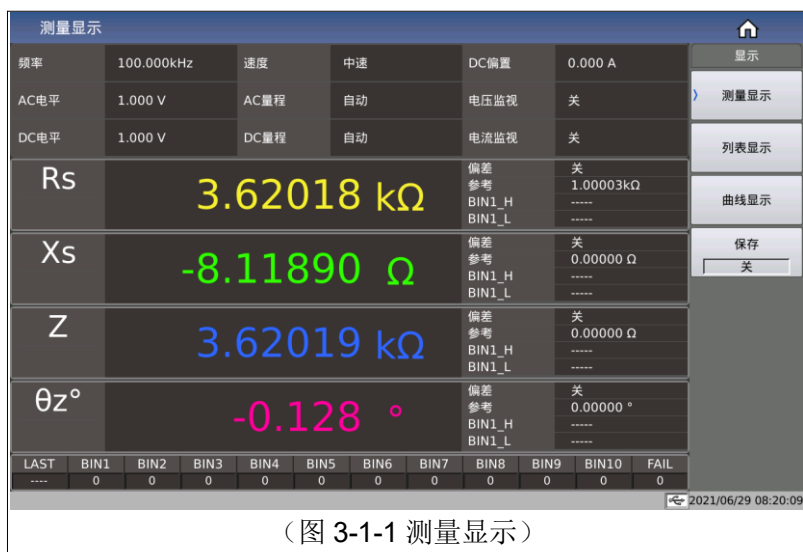 测量显示
频率 100.000kHz 速度 中速 DC偏置 0.000 A 显示
AC电平 1.000 V AC量程 自动 电压监视 关 测量显示
DC电平 1.000 V DC量程 自动 电流监视 关 列表显示
Rs 3.62018 kΩ
偏差 关
参考 1.00003kΩ
BIN1_H -----
BIN1_L -----
曲线显示
Xs -8.11890 Ω
偏差 关
参考 0.00000 Ω
BIN1_H -----
BIN1_L -----
保存
关
Z 3.62019 kΩ
偏差 关
参考 0.00000 Ω
BIN1_H -----
BIN1_L -----
θz° -0.128 °
偏差 关
参考 0.00000 °
BIN1_H -----
BIN1_L -----
LAST BIN1 BIN2 BIN3 BIN4 BIN5 BIN6 BIN7 BIN8 BIN9 BIN10 FAIL
---- 0 0 0 0 0 0 0 0 0 0 0
2021/06/29 08:20:09
（图 3-1-1 测量显示）